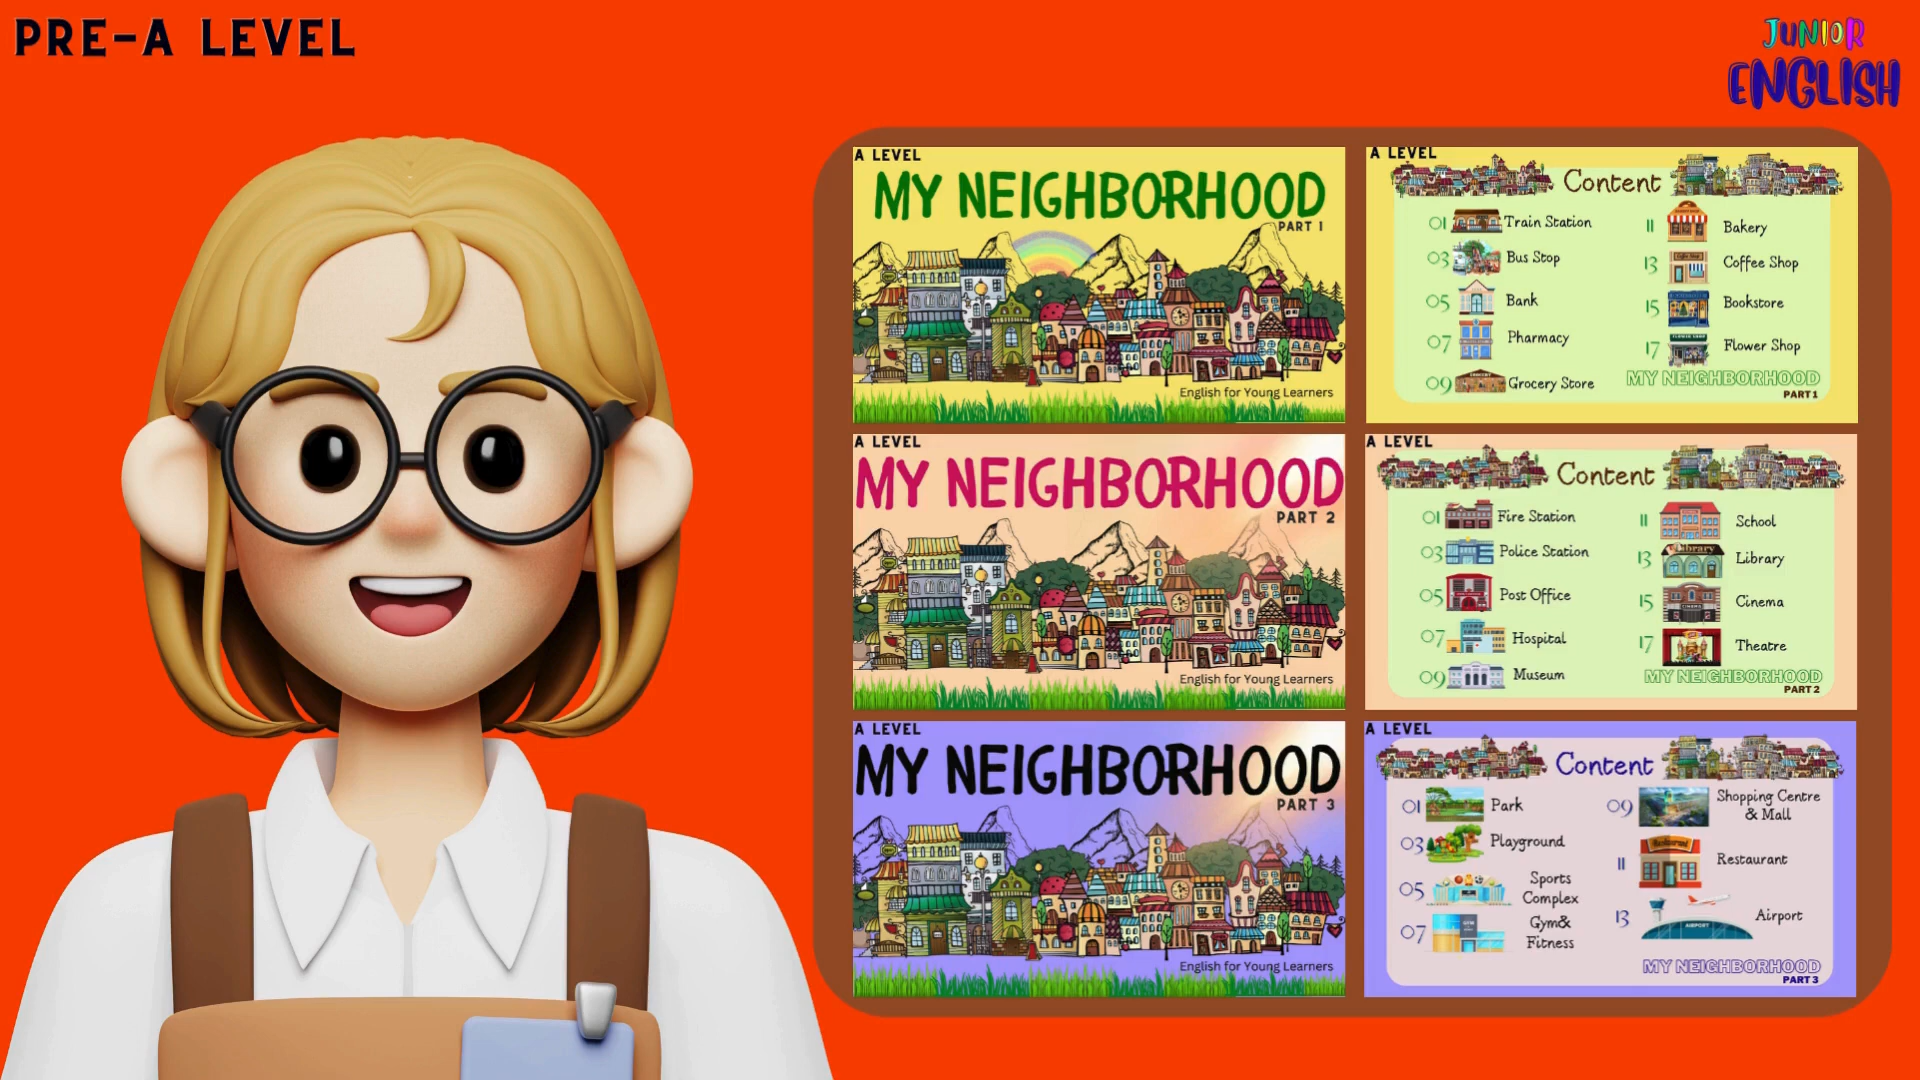 PRE-A LEVEL
JUNIOR
ENGLISH
A LEVEL
MY NEIGHBORHOOD
PART 1
English for Young Learners
A LEVEL
Content
01 Train Station
03 Bus Stop
05 Bank
07 Pharmacy
09 Grocery Store
11 Bakery
13 Coffee Shop
15 Bookstore
17 Flower Shop
MY NEIGHBORHOOD
PART 1
A LEVEL
MY NEIGHBORHOOD
PART 2
English for Young Learners
A LEVEL
Content
01 Fire Station
03 Police Station
05 Post Office
07 Hospital
09 Museum
11 School
13 Library
15 Cinema
17 Theatre
MY NEIGHBORHOOD
PART 2
A LEVEL
MY NEIGHBORHOOD
PART 3
English for Young Learners
A LEVEL
Content
01 Park
03 Playground
05 Sports
Complex
07 Gym&
Fitness
09 Shopping Centre
& Mall
11 Restaurant
13 Airport
MY NEIGHBORHOOD
PART 3